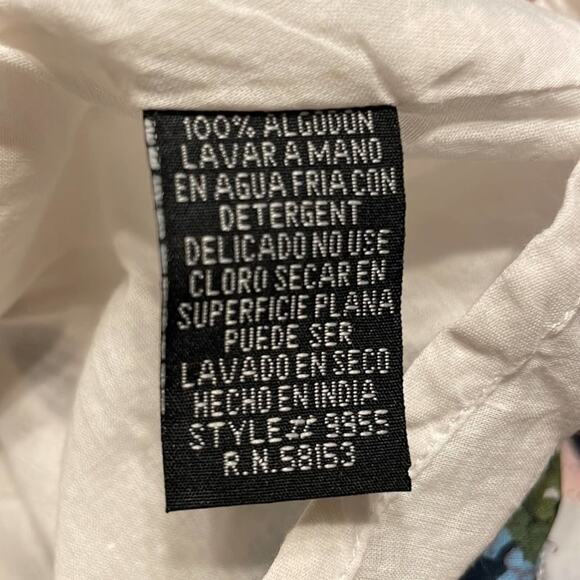 100% ALGODON
LAVAR A MANO
EN AGUA FRIA CON
DETERGENT
DELICADO NO USE
CLORO SECAR EN
SUPERFICIE PLANA
PUEDE SER
LAVADO EN SECO
HECHO EN INDIA
STYLE# 9955
R.N.58153